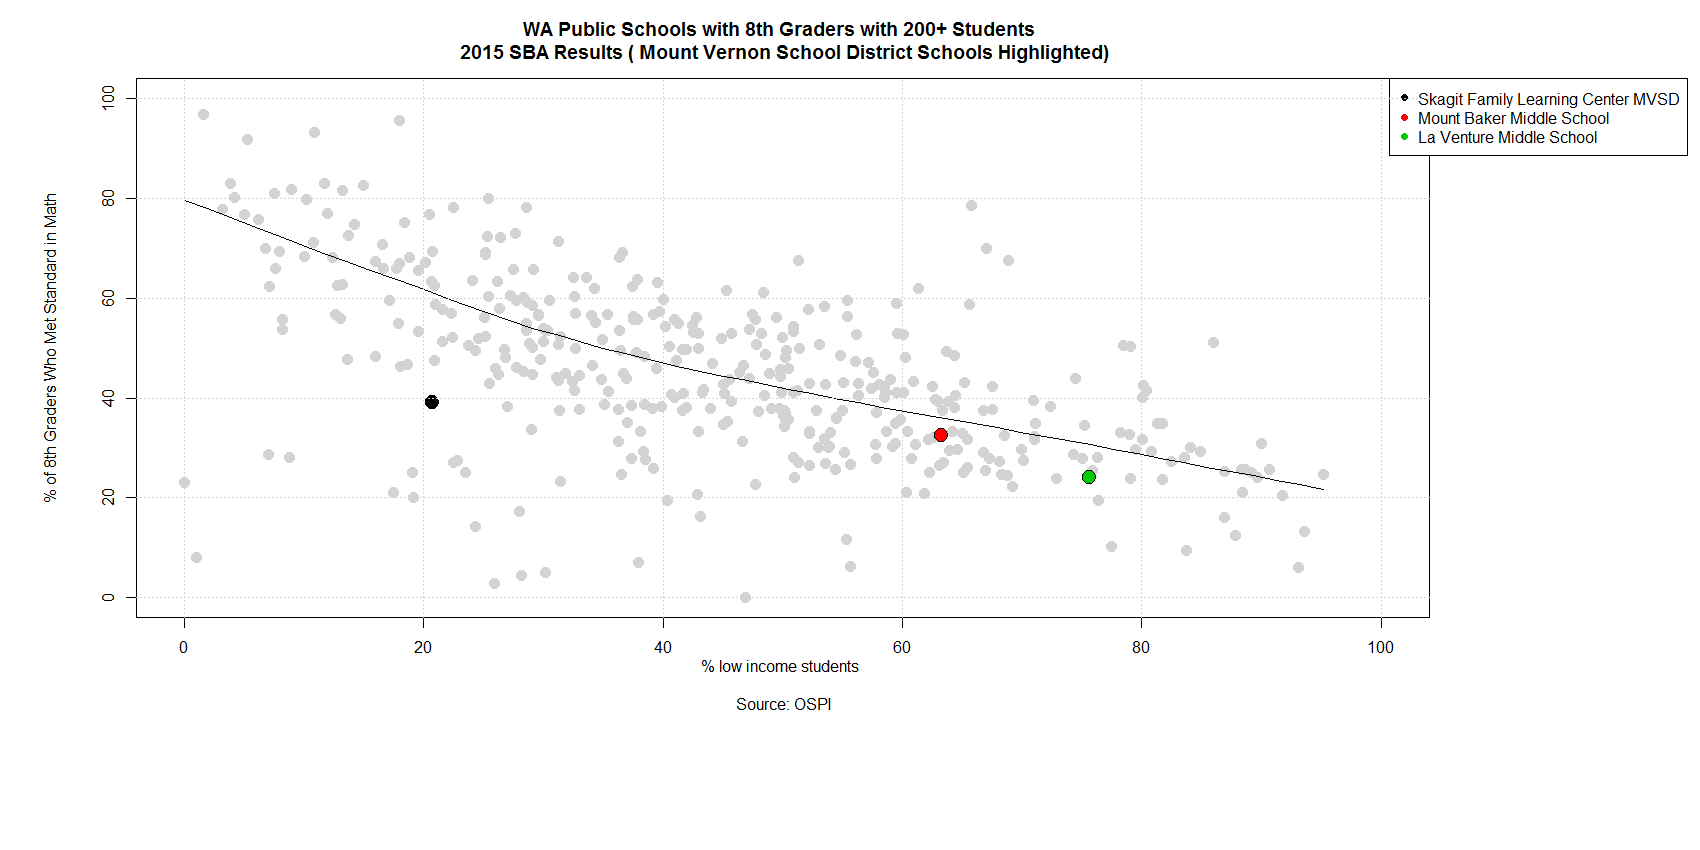 WA Public Schools with 8th Graders with 200+ Students
2015 SBA Results ( Mount Vernon School District Schools Highlighted)
Skagit Family Learning Center MVSD
Mount Baker Middle School
La Venture Middle School
% of 8th Graders Who Met Standard in Math
100
80
60
40
20
0
0 20 40 60 80 100
% low income students
Source: OSPI